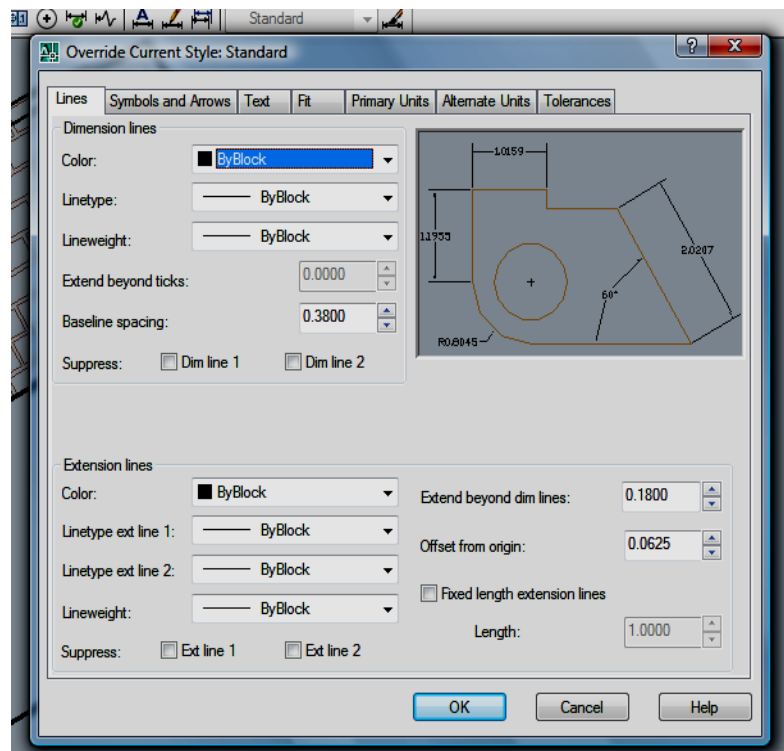 Standard
Override Current Style: Standard
Lines Symbols and Arrows Text Fit Primary Units Alternate Units Tolerances
Dimension lines
Color: ByBlock
Linetype: ByBlock
Lineweight: ByBlock
Extend beyond ticks: 0.0000
Baseline spacing: 0.3800
Suppress: Dim line 1 Dim line 2
1.0159
1.1955
2.0207
60°
R0.8045
Extension lines
Color: ByBlock
Linetype ext line 1: ByBlock
Linetype ext line 2: ByBlock
Lineweight: ByBlock
Suppress: Ext line 1 Ext line 2
Extend beyond dim lines: 0.1800
Offset from origin: 0.0625
Fixed length extension lines
Length: 1.0000
OK Cancel Help